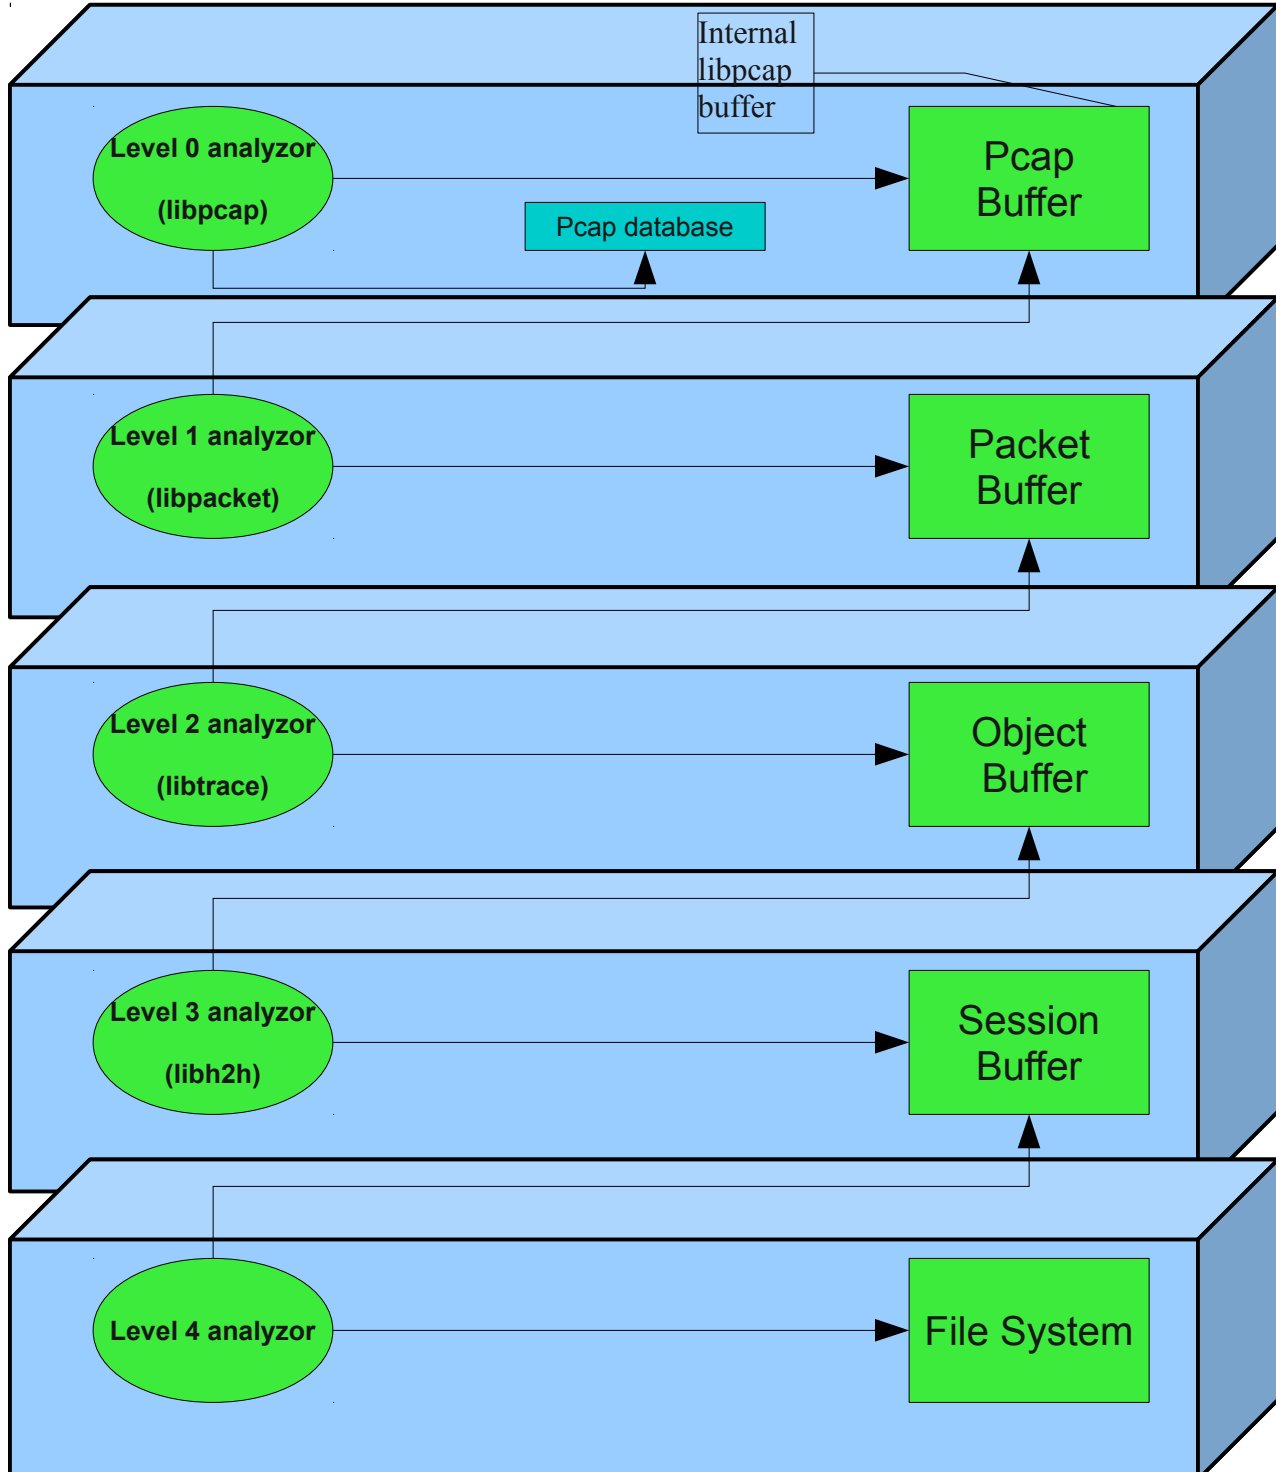 Internal
libpcap
buffer
Level 0 analyzor
(libpcap)
Pcap
Buffer
Pcap database
Level 1 analyzor
(libpacket)
Packet
Buffer
Level 2 analyzor
(libtrace)
Object
Buffer
Level 3 analyzor
(libh2h)
Session
Buffer
Level 4 analyzor
File System